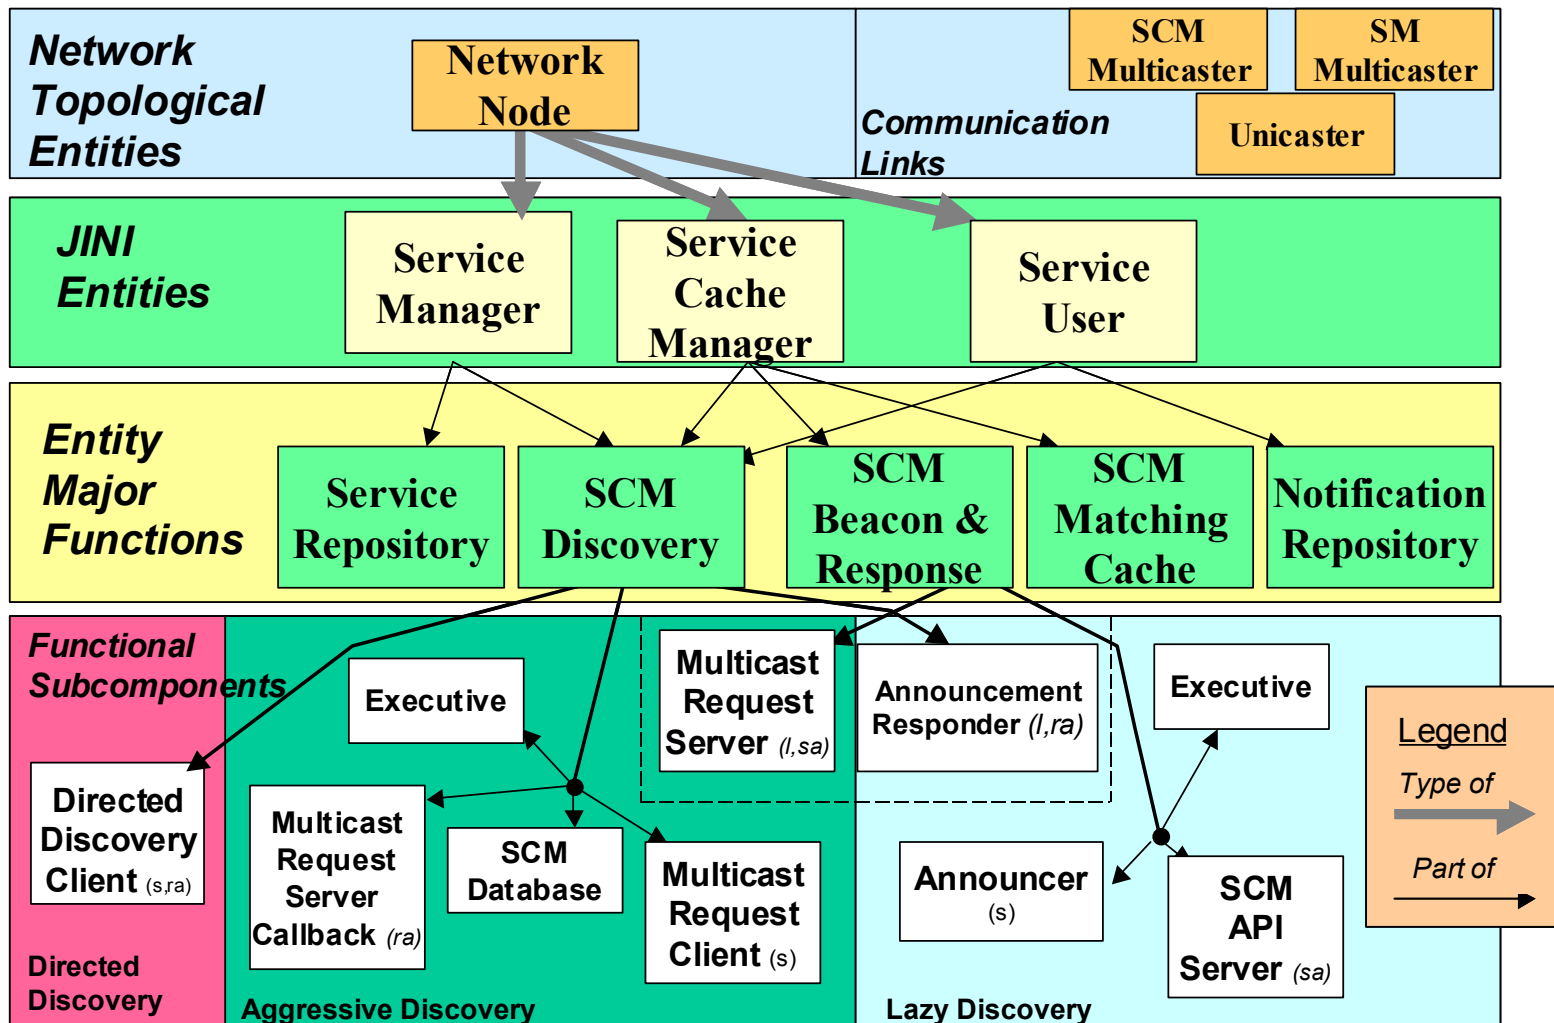 Network
Topological
Entities
Network
Node
SCM
Multicaster
SM
Multicaster
Communication
Links
Unicaster
JINI
Entities
Service
Manager
Service
Cache
Manager
Service
User
Entity
Major
Functions
Service
Repository
SCM
Discovery
SCM
Beacon &
Response
SCM
Matching
Cache
Notification
Repository
Functional
Subcomponents
Directed
Discovery
Client (s,ra)
Directed
Discovery
Executive
Multicast
Request
Server
Callback (ra)
SCM
Database
Multicast
Request
Client (s)
Aggressive Discovery
Multicast
Request
Server (l,sa)
Announcement
Responder (l,ra)
Executive
Announcer
(s)
SCM
API
Server (sa)
Lazy Discovery
Legend
Type of
Part of